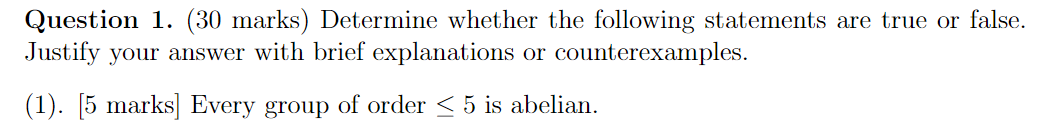 Question 1. (30 marks) Determine whether the following statements are true or false.
Justify your answer with brief explanations or counterexamples.
(1). [5 marks] Every group of order ≤ 5 is abelian.